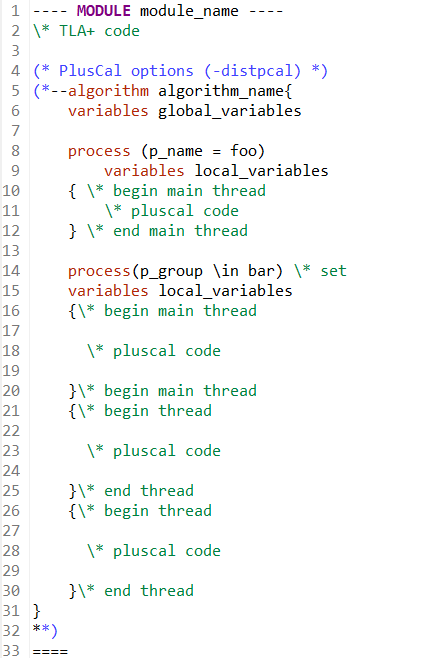 1 ---- MODULE module_name ----
2 \* TLA+ code
3
4 (* PlusCal options (-distpcal) *)
5 (*--algorithm algorithm_name{
6     variables global_variables
7
8     process (p_name = foo)
9         variables local_variables
10     { \* begin main thread
11         \* pluscal code
12     } \* end main thread
13
14     process(p_group \in bar) \* set
15     variables local_variables
16     {\* begin main thread
17
18       \* pluscal code
19
20     }\* begin main thread
21     {\* begin thread
22
23       \* pluscal code
24
25     }\* end thread
26     {\* begin thread
27
28       \* pluscal code
29
30     }\* end thread
31 }
32 **)
33 ====